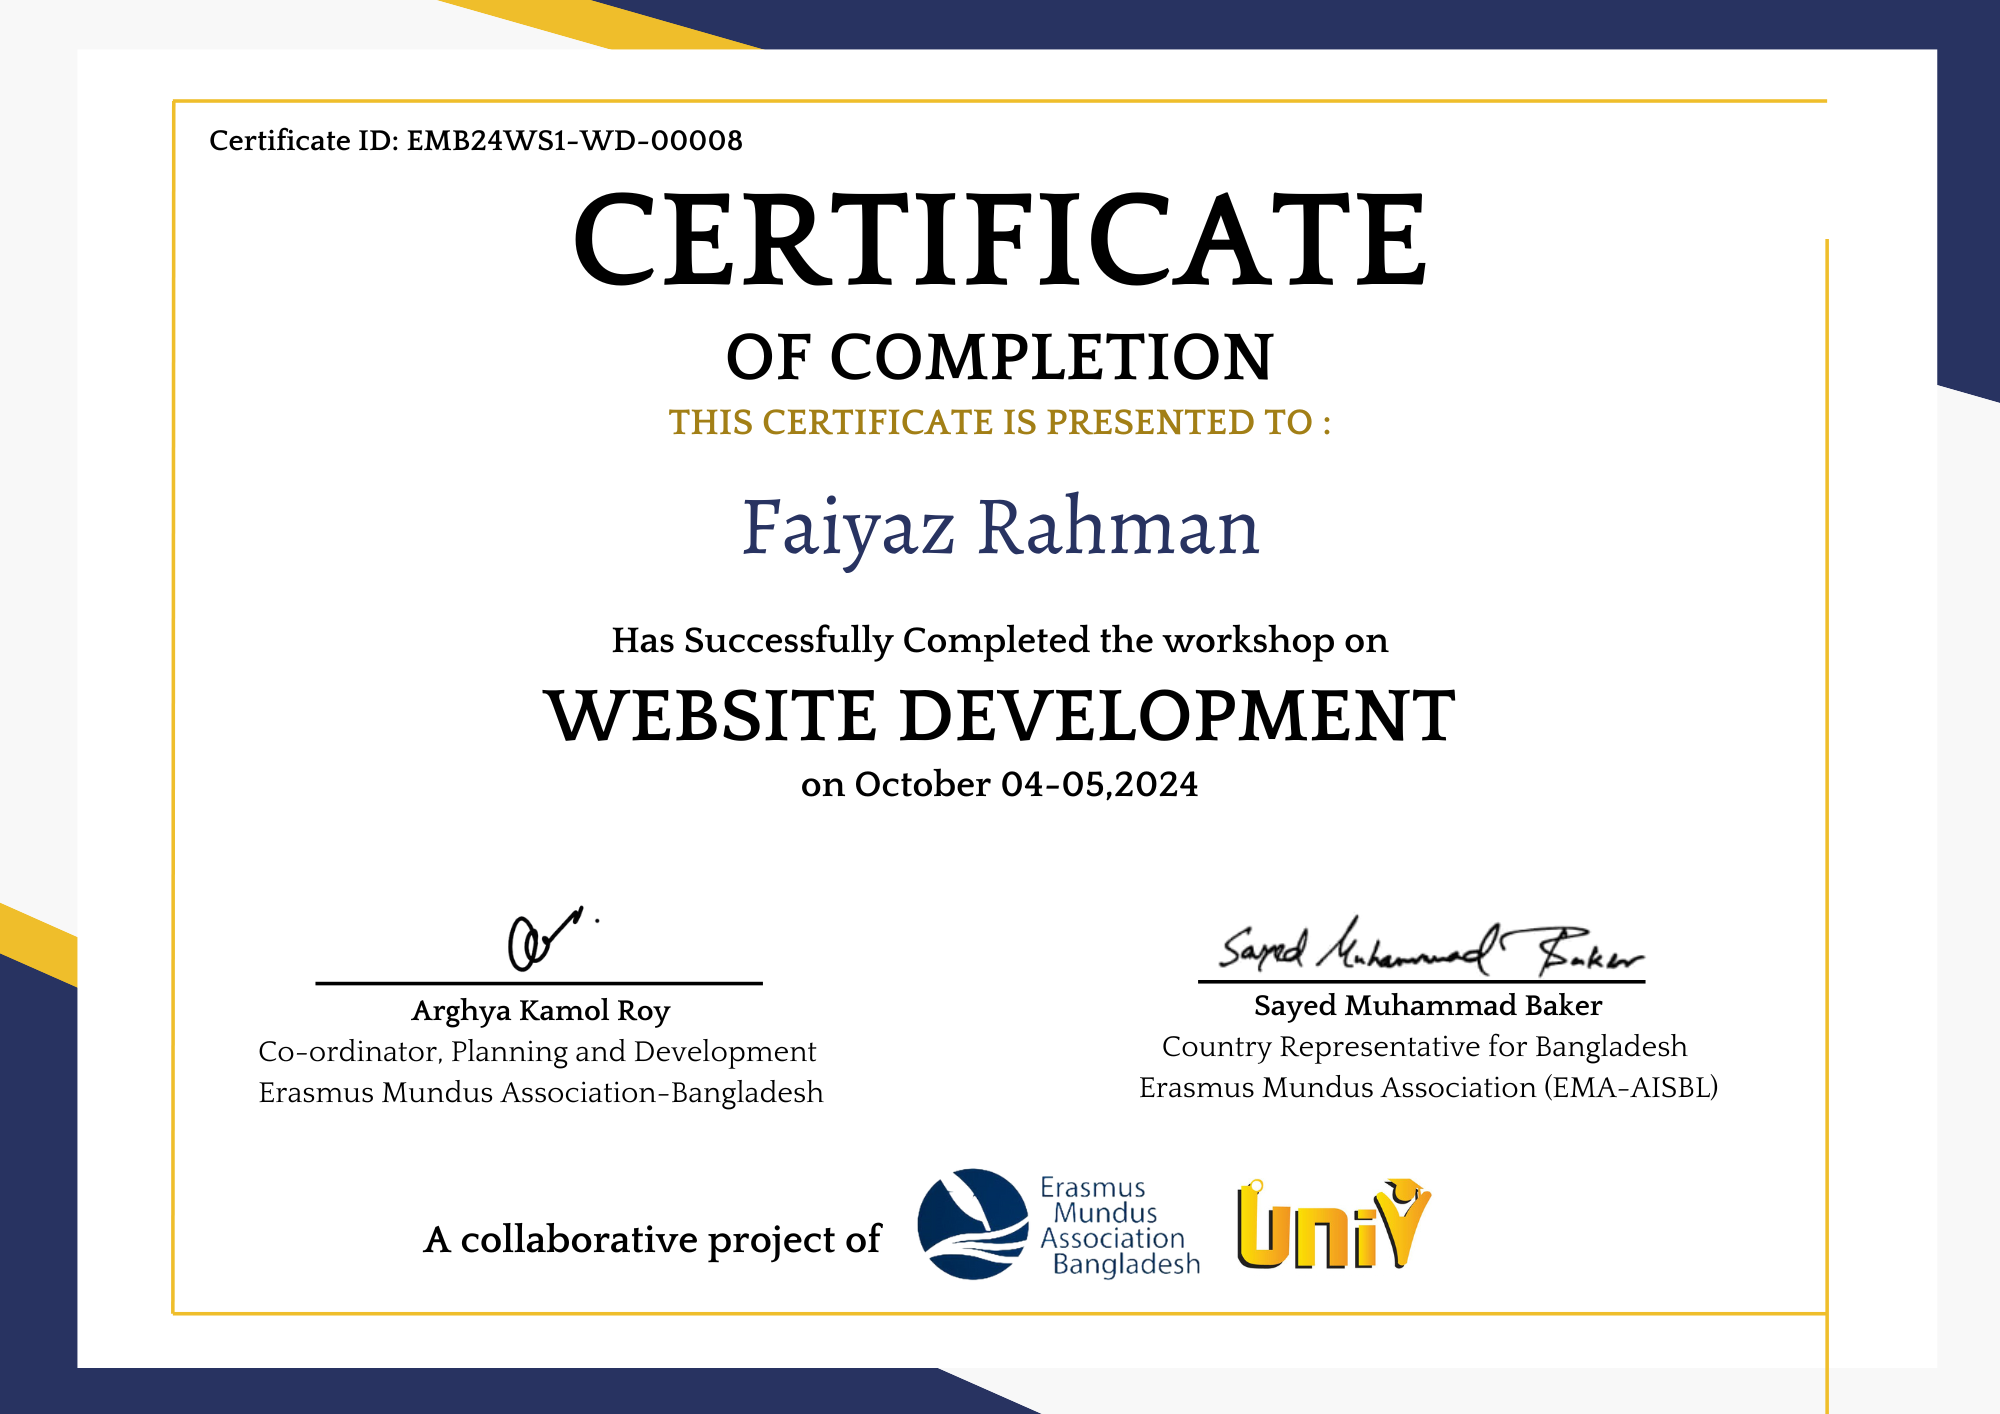 Certificate ID: EMB24WS1-WD-00008
CERTIFICATE
OF COMPLETION
THIS CERTIFICATE IS PRESENTED TO :
Faiyaz Rahman
Has Successfully Completed the workshop on
WEBSITE DEVELOPMENT
on October 04-05,2024
Arghya Kamol Roy
Co-ordinator, Planning and Development
Erasmus Mundus Association-Bangladesh
Sayed Muhammad Baker
Sayed Muhammad Baker
Country Representative for Bangladesh
Erasmus Mundus Association (EMA-AISBL)
A collaborative project of
Erasmus
Mundus
Association
Bangladesh
UNiY